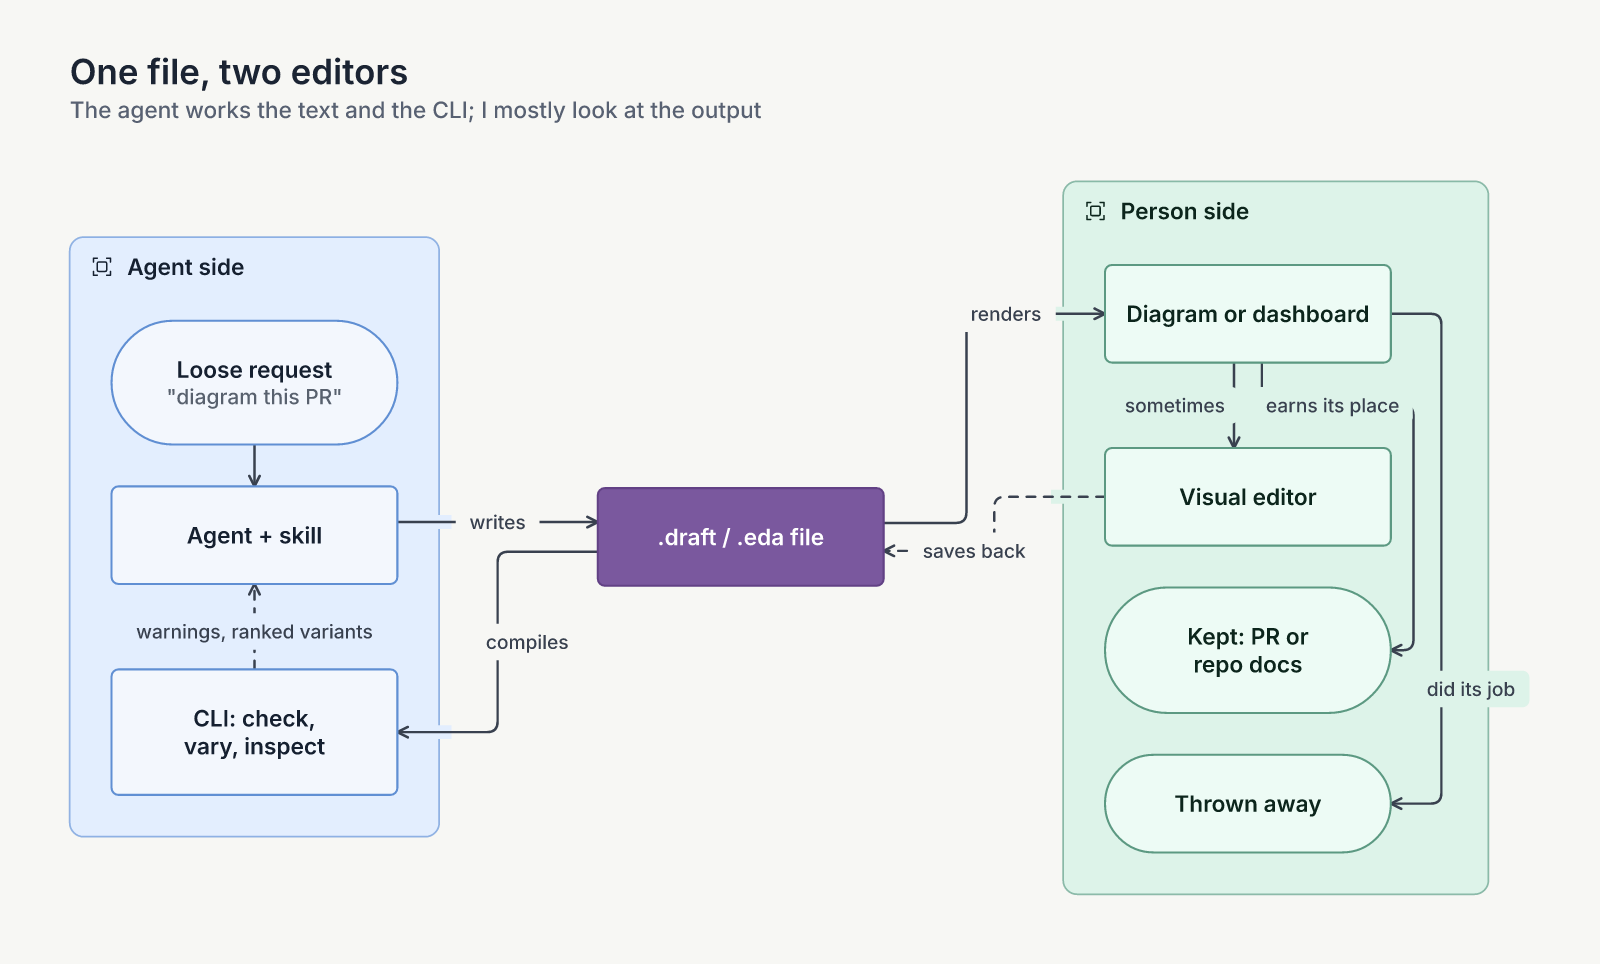 One file, two editors
The agent works the text and the CLI; I mostly look at the output
Agent side
Loose request
"diagram this PR"
Agent + skill
warnings, ranked variants
CLI: check,
vary, inspect
writes
compiles
.draft / .eda file
renders
saves back
Person side
Diagram or dashboard
sometimes
earns its place
Visual editor
Kept: PR or
repo docs
did its job
Thrown away